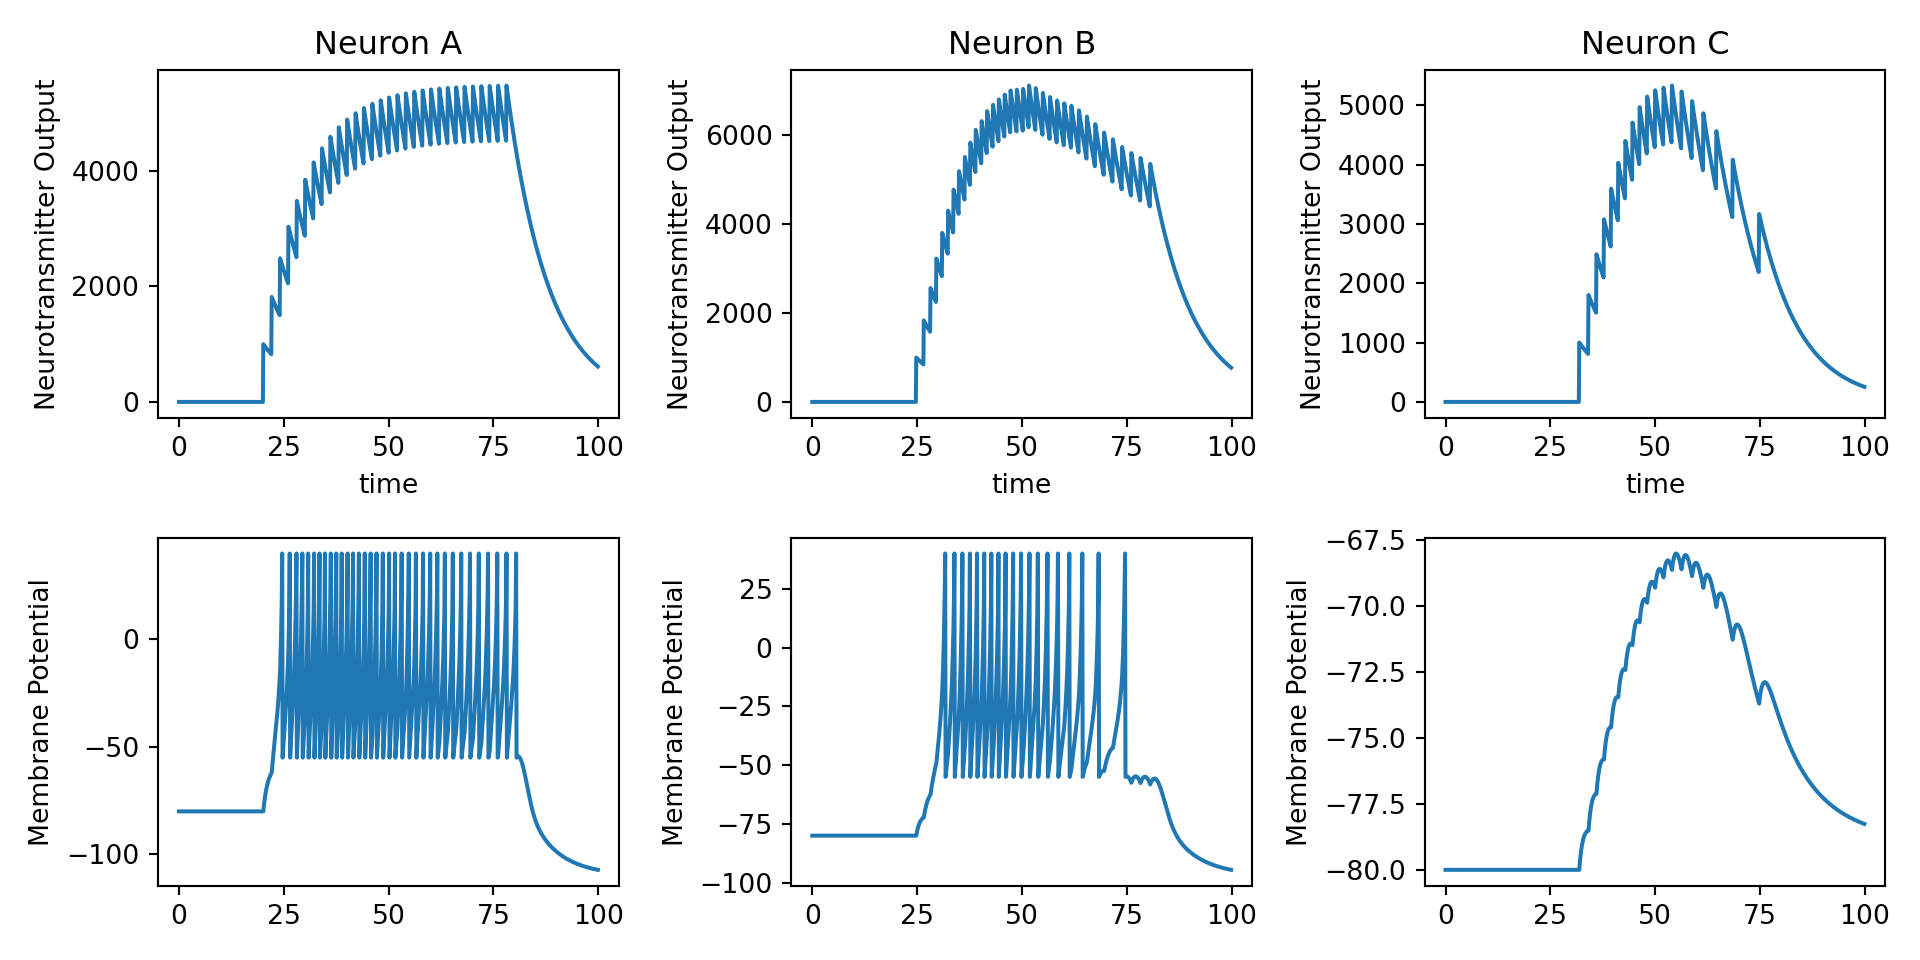 Neuron A
Neurotransmitter Output
4000
2000
0
0 25 50 75 100
time
Neuron B
Neurotransmitter Output
6000
4000
2000
0
0 25 50 75 100
time
Neuron C
Neurotransmitter Output
5000
4000
3000
2000
1000
0
0 25 50 75 100
time
Membrane Potential
0
−50
−100
0 25 50 75 100
Membrane Potential
25
0
−25
−50
−75
−100
0 25 50 75 100
Membrane Potential
−67.5
−70.0
−72.5
−75.0
−77.5
−80.0
0 25 50 75 100